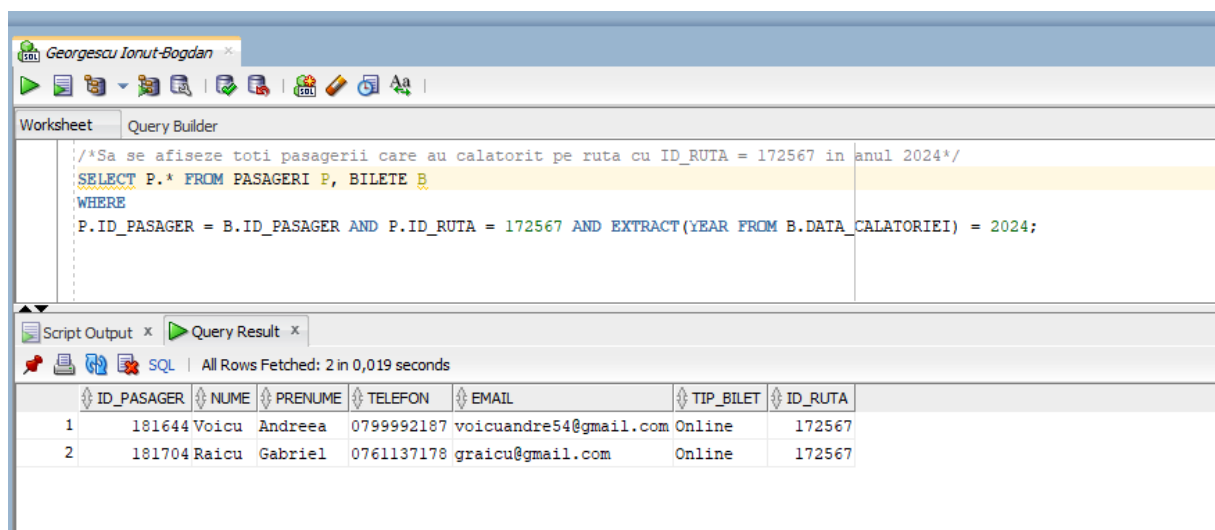 Georgescu Ionut-Bogdan
Worksheet Query Builder
/*Sa se afiseze toti pasagerii care au calatorit pe ruta cu ID_RUTA = 172567 in anul 2024*/
SELECT P.* FROM PASAGERI P, BILETE B
WHERE
P.ID_PASAGER = B.ID_PASAGER AND P.ID_RUTA = 172567 AND EXTRACT(YEAR FROM B.DATA_CALATORIEI) = 2024;
Script Output x Query Result x
SQL | All Rows Fetched: 2 in 0,019 seconds
ID_PASAGER NUME PRENUME TELEFON EMAIL TIP_BILET ID_RUTA
1 181644 Voicu Andreea 0799992187 voicuandre54@gmail.com Online 172567
2 181704 Raicu Gabriel 0761137178 graicu@gmail.com Online 172567